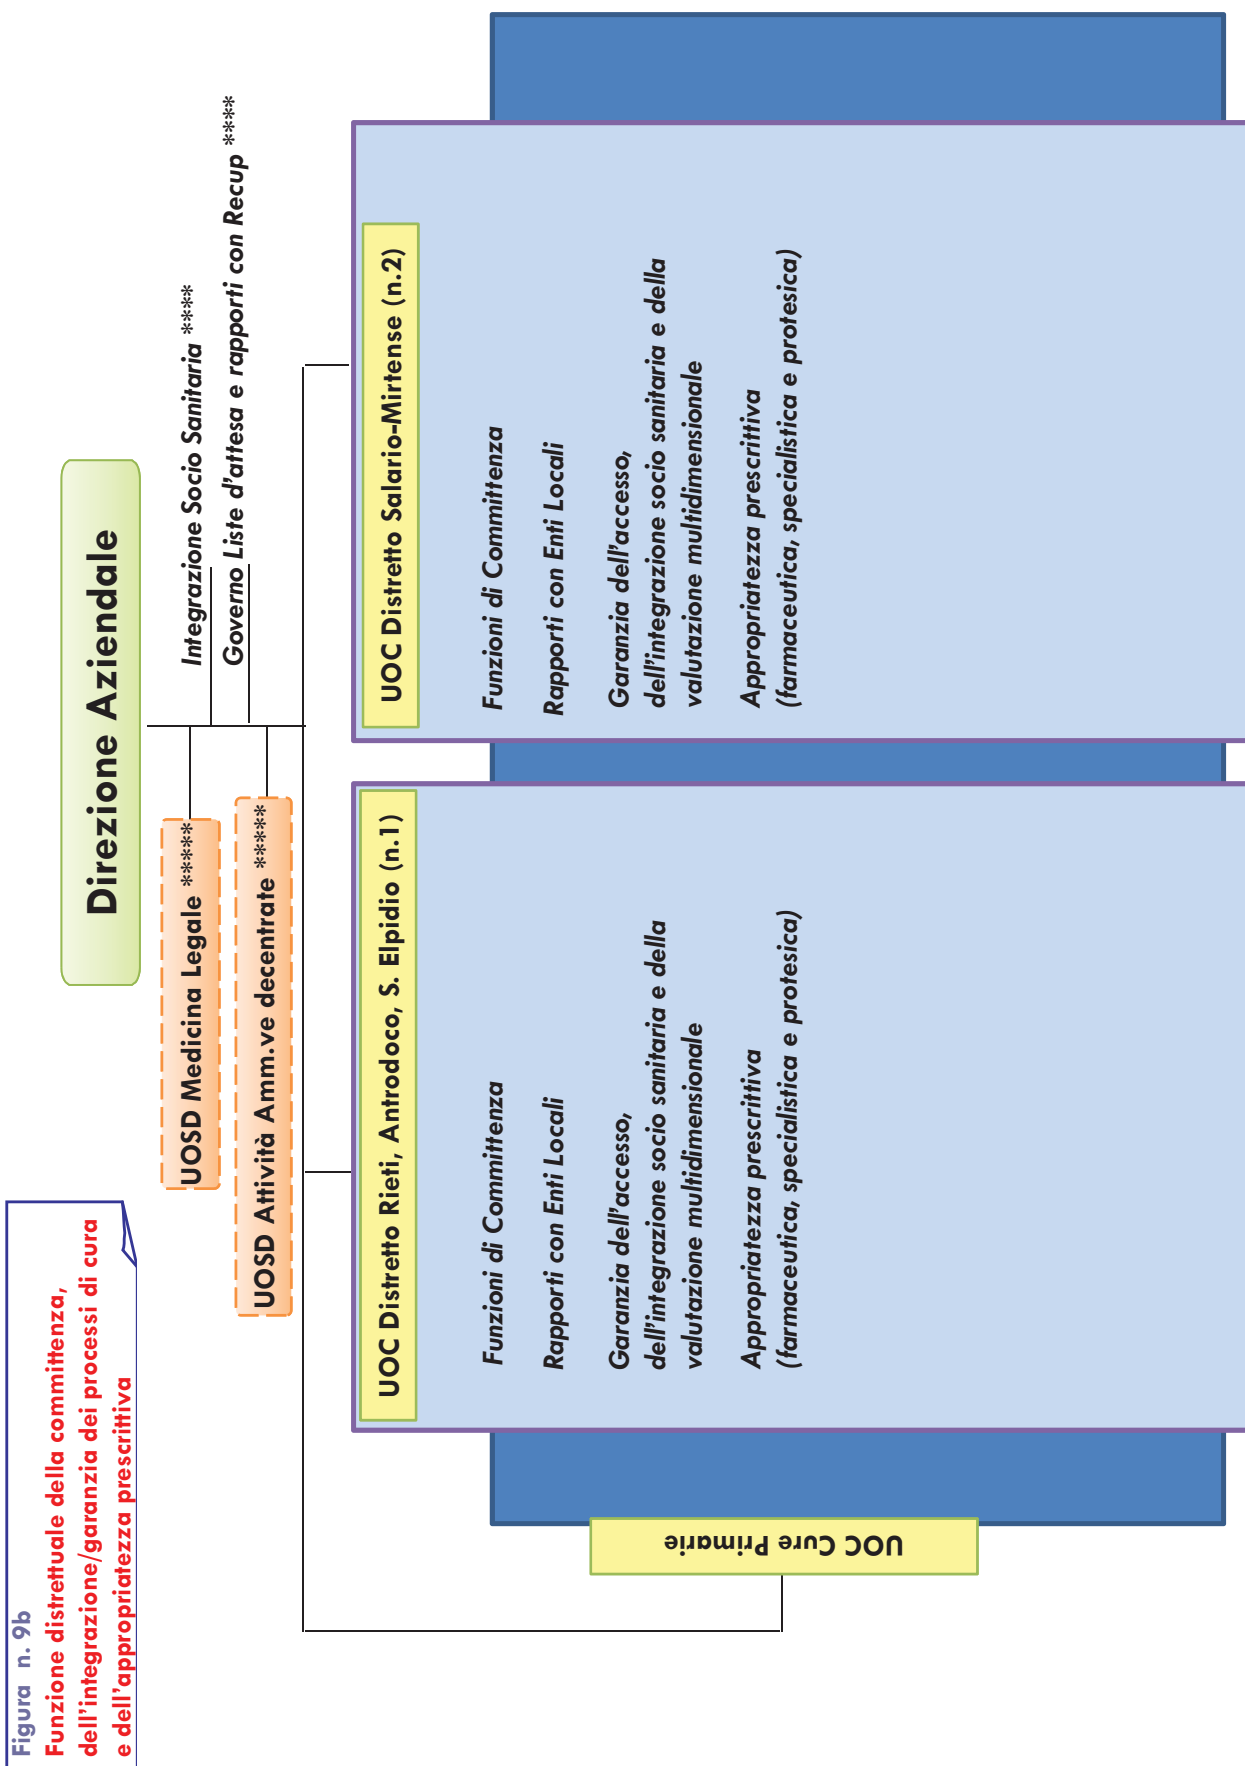 Figura n. 9b
Funzione distrettuale della committenza,
dell'integrazione/garanzia dei processi di cura
e dell'appropriatezza prescrittiva
Direzione Aziendale
UOSD Medicina Legale *****
UOSD Attività Amm.ve decentrate *****
Integrazione Socio Sanitaria ****
Governo Liste d'attesa e rapporti con Recup ****
UOC Cure Primarie
UOC Distretto Rieti, Antrodoco, S. Elpidio (n.1)
Funzioni di Committenza
Rapporti con Enti Locali
Garanzia dell'accesso,
dell'integrazione socio sanitaria e della
valutazione multidimensionale
Appropriatezza prescrittiva
(farmaceutica, specialistica e protesica)
UOC Distretto Salario-Mirtense (n.2)
Funzioni di Committenza
Rapporti con Enti Locali
Garanzia dell'accesso,
dell'integrazione socio sanitaria e della
valutazione multidimensionale
Appropriatezza prescrittiva
(farmaceutica, specialistica e protesica)